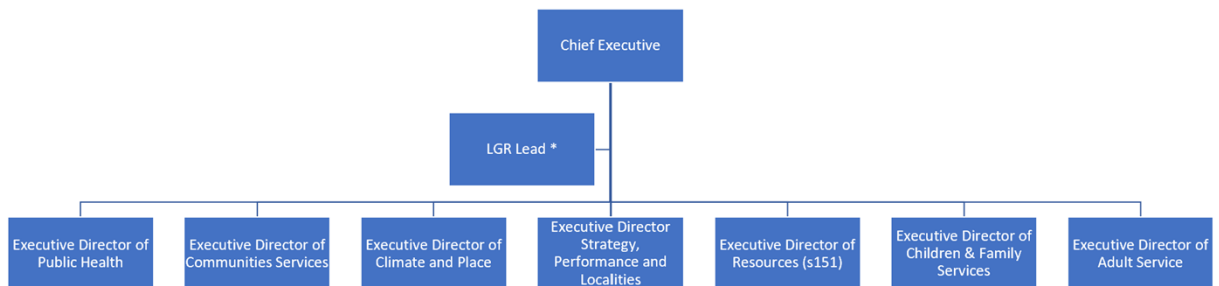 Chief Executive
LGR Lead *
Executive Director of
Public Health
Executive Director of
Communities Services
Executive Director of
Climate and Place
Executive Director
Strategy,
Performance and
Localities
Executive Director of
Resources (s151)
Executive Director of
Children & Family
Services
Executive Director of
Adult Service